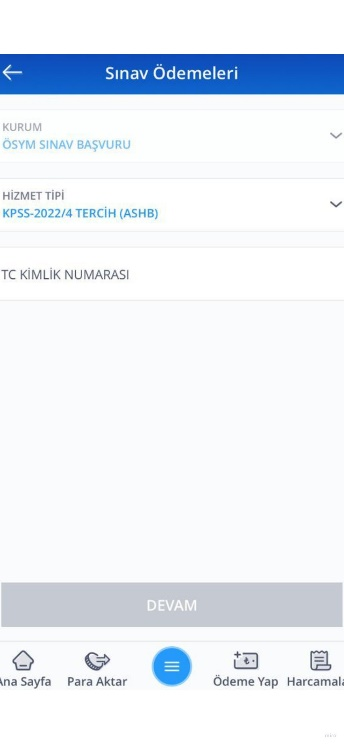 Sınav Ödemeleri
KURUM
ÖSYM SINAV BAŞVURU
HİZMET TİPİ
KPSS-2022/4 TERCİH (ASHB)
TC KİMLİK NUMARASI
DEVAM
Ana Sayfa Para Aktar Ödeme Yap Harcamala